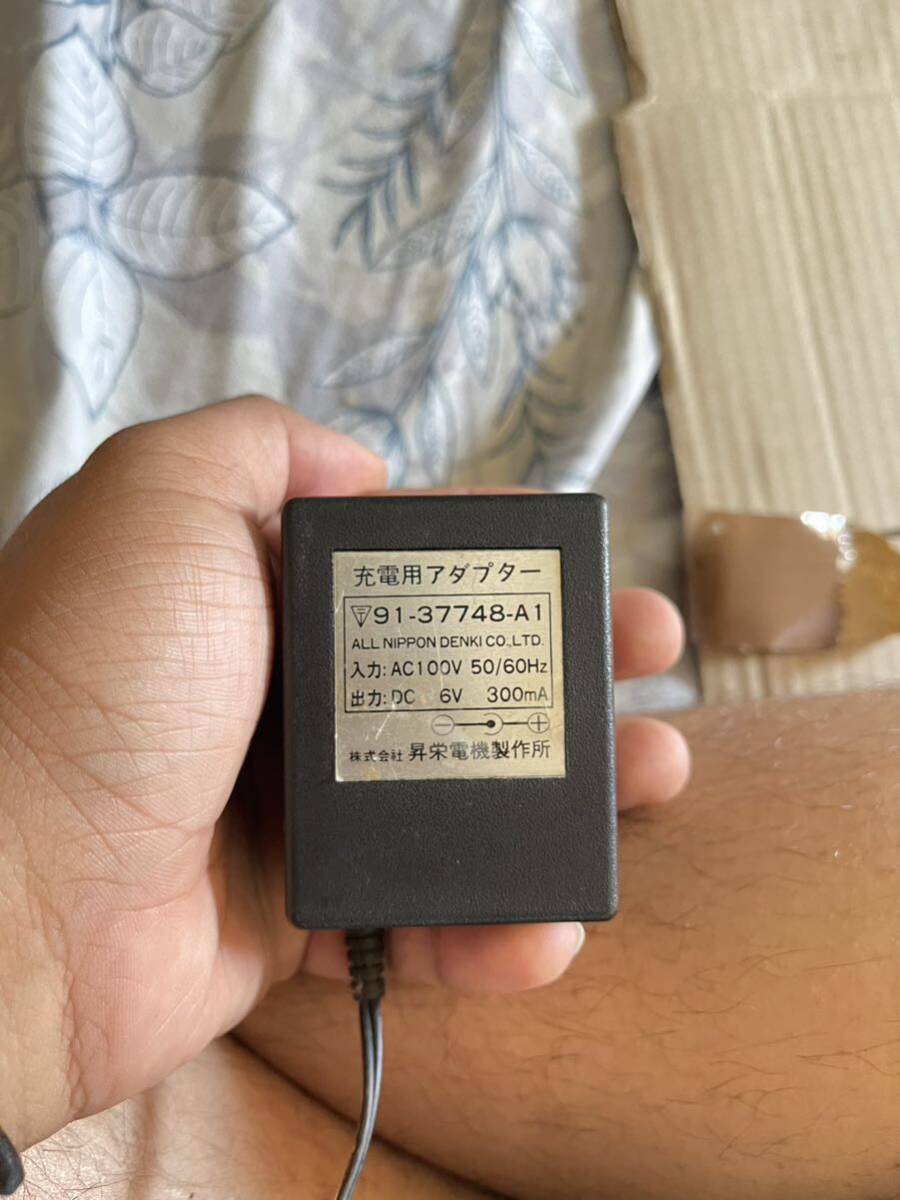 充電用アダプター
〒91-37748-A1
ALL NIPPON DENKI CO.,LTD.
入力: AC100V 50/60Hz
出力: DC 6V 300mA
株式会社 昇栄電機製作所